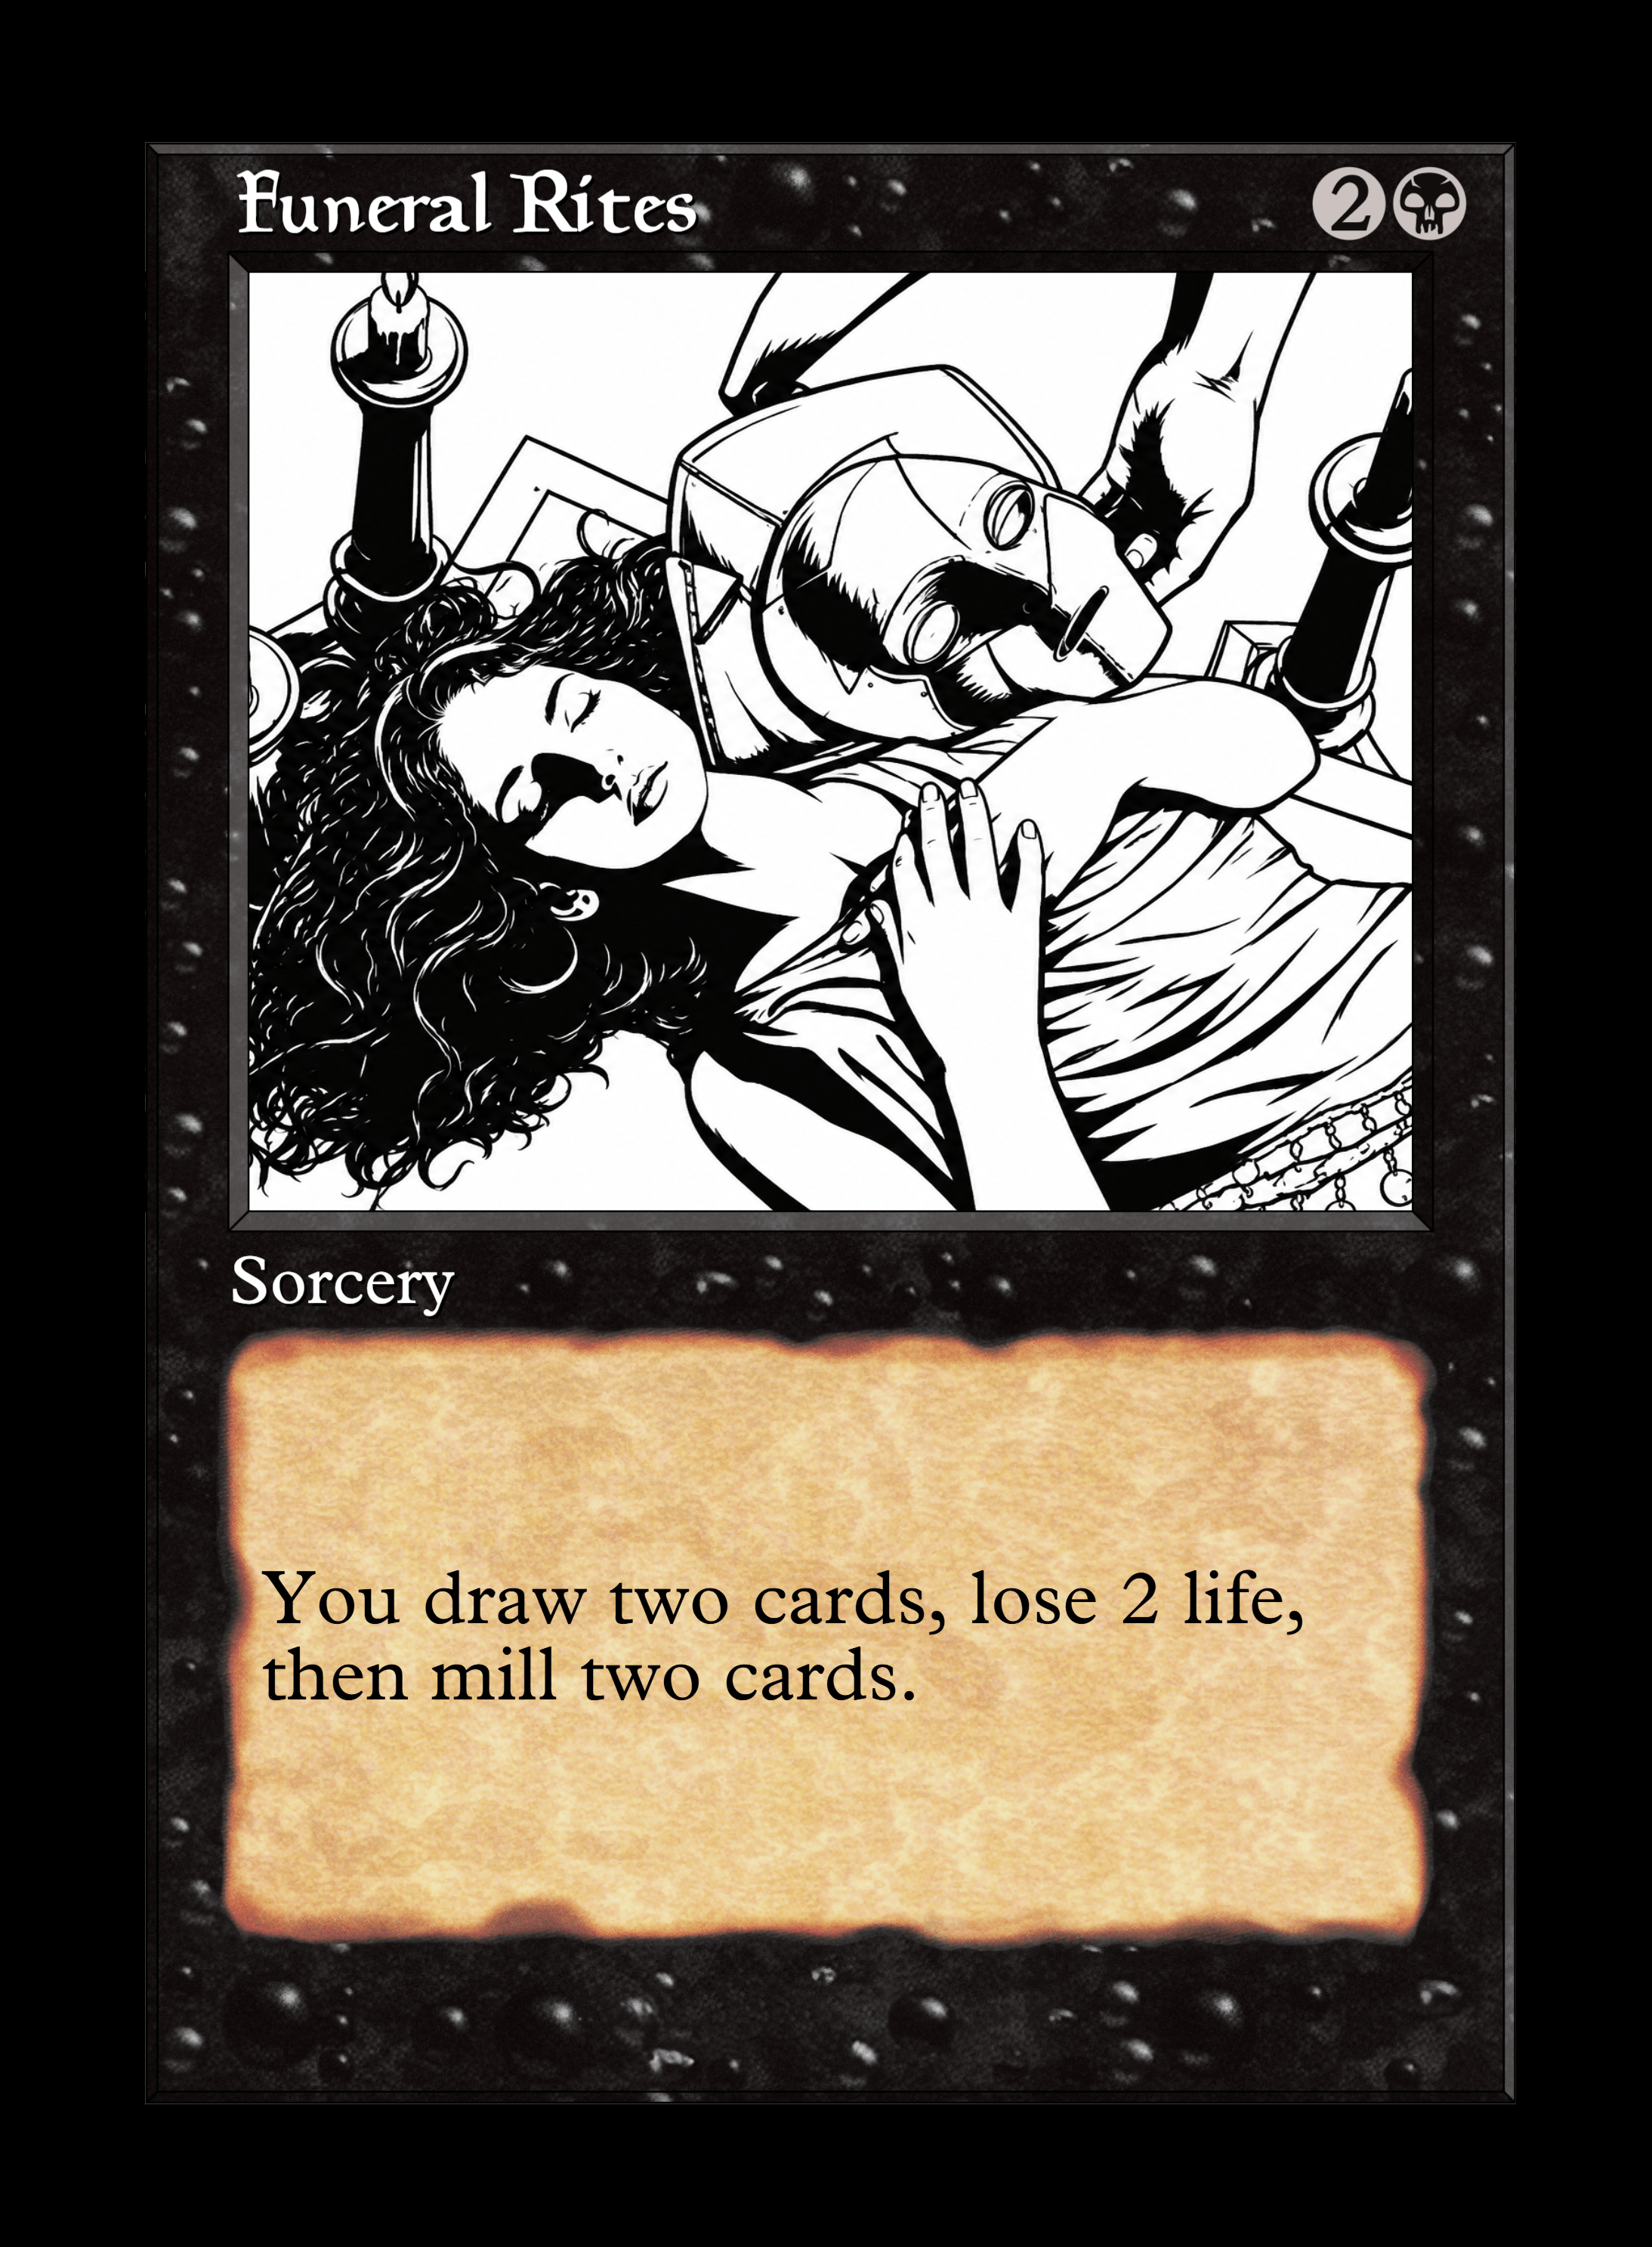 Funeral Rites 2
Sorcery
You draw two cards, lose 2 life,
then mill two cards.